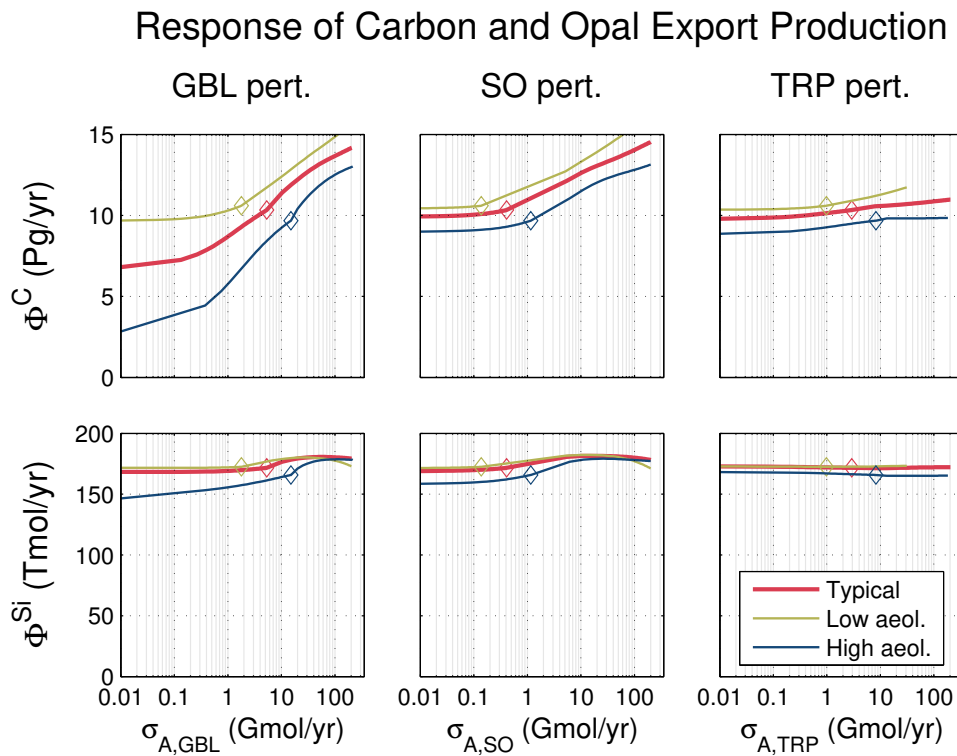 Response of Carbon and Opal Export Production
GBL pert. SO pert. TRP pert.
15
10
5
0
Φ^C (Pg/yr)
200
150
100
50
0
Φ^Si (Tmol/yr)
Typical
Low aeol.
High aeol.
0.01 0.1 1 10 100 0.01 0.1 1 10 100 0.01 0.1 1 10 100
σ_A,GBL (Gmol/yr) σ_A,SO (Gmol/yr) σ_A,TRP (Gmol/yr)